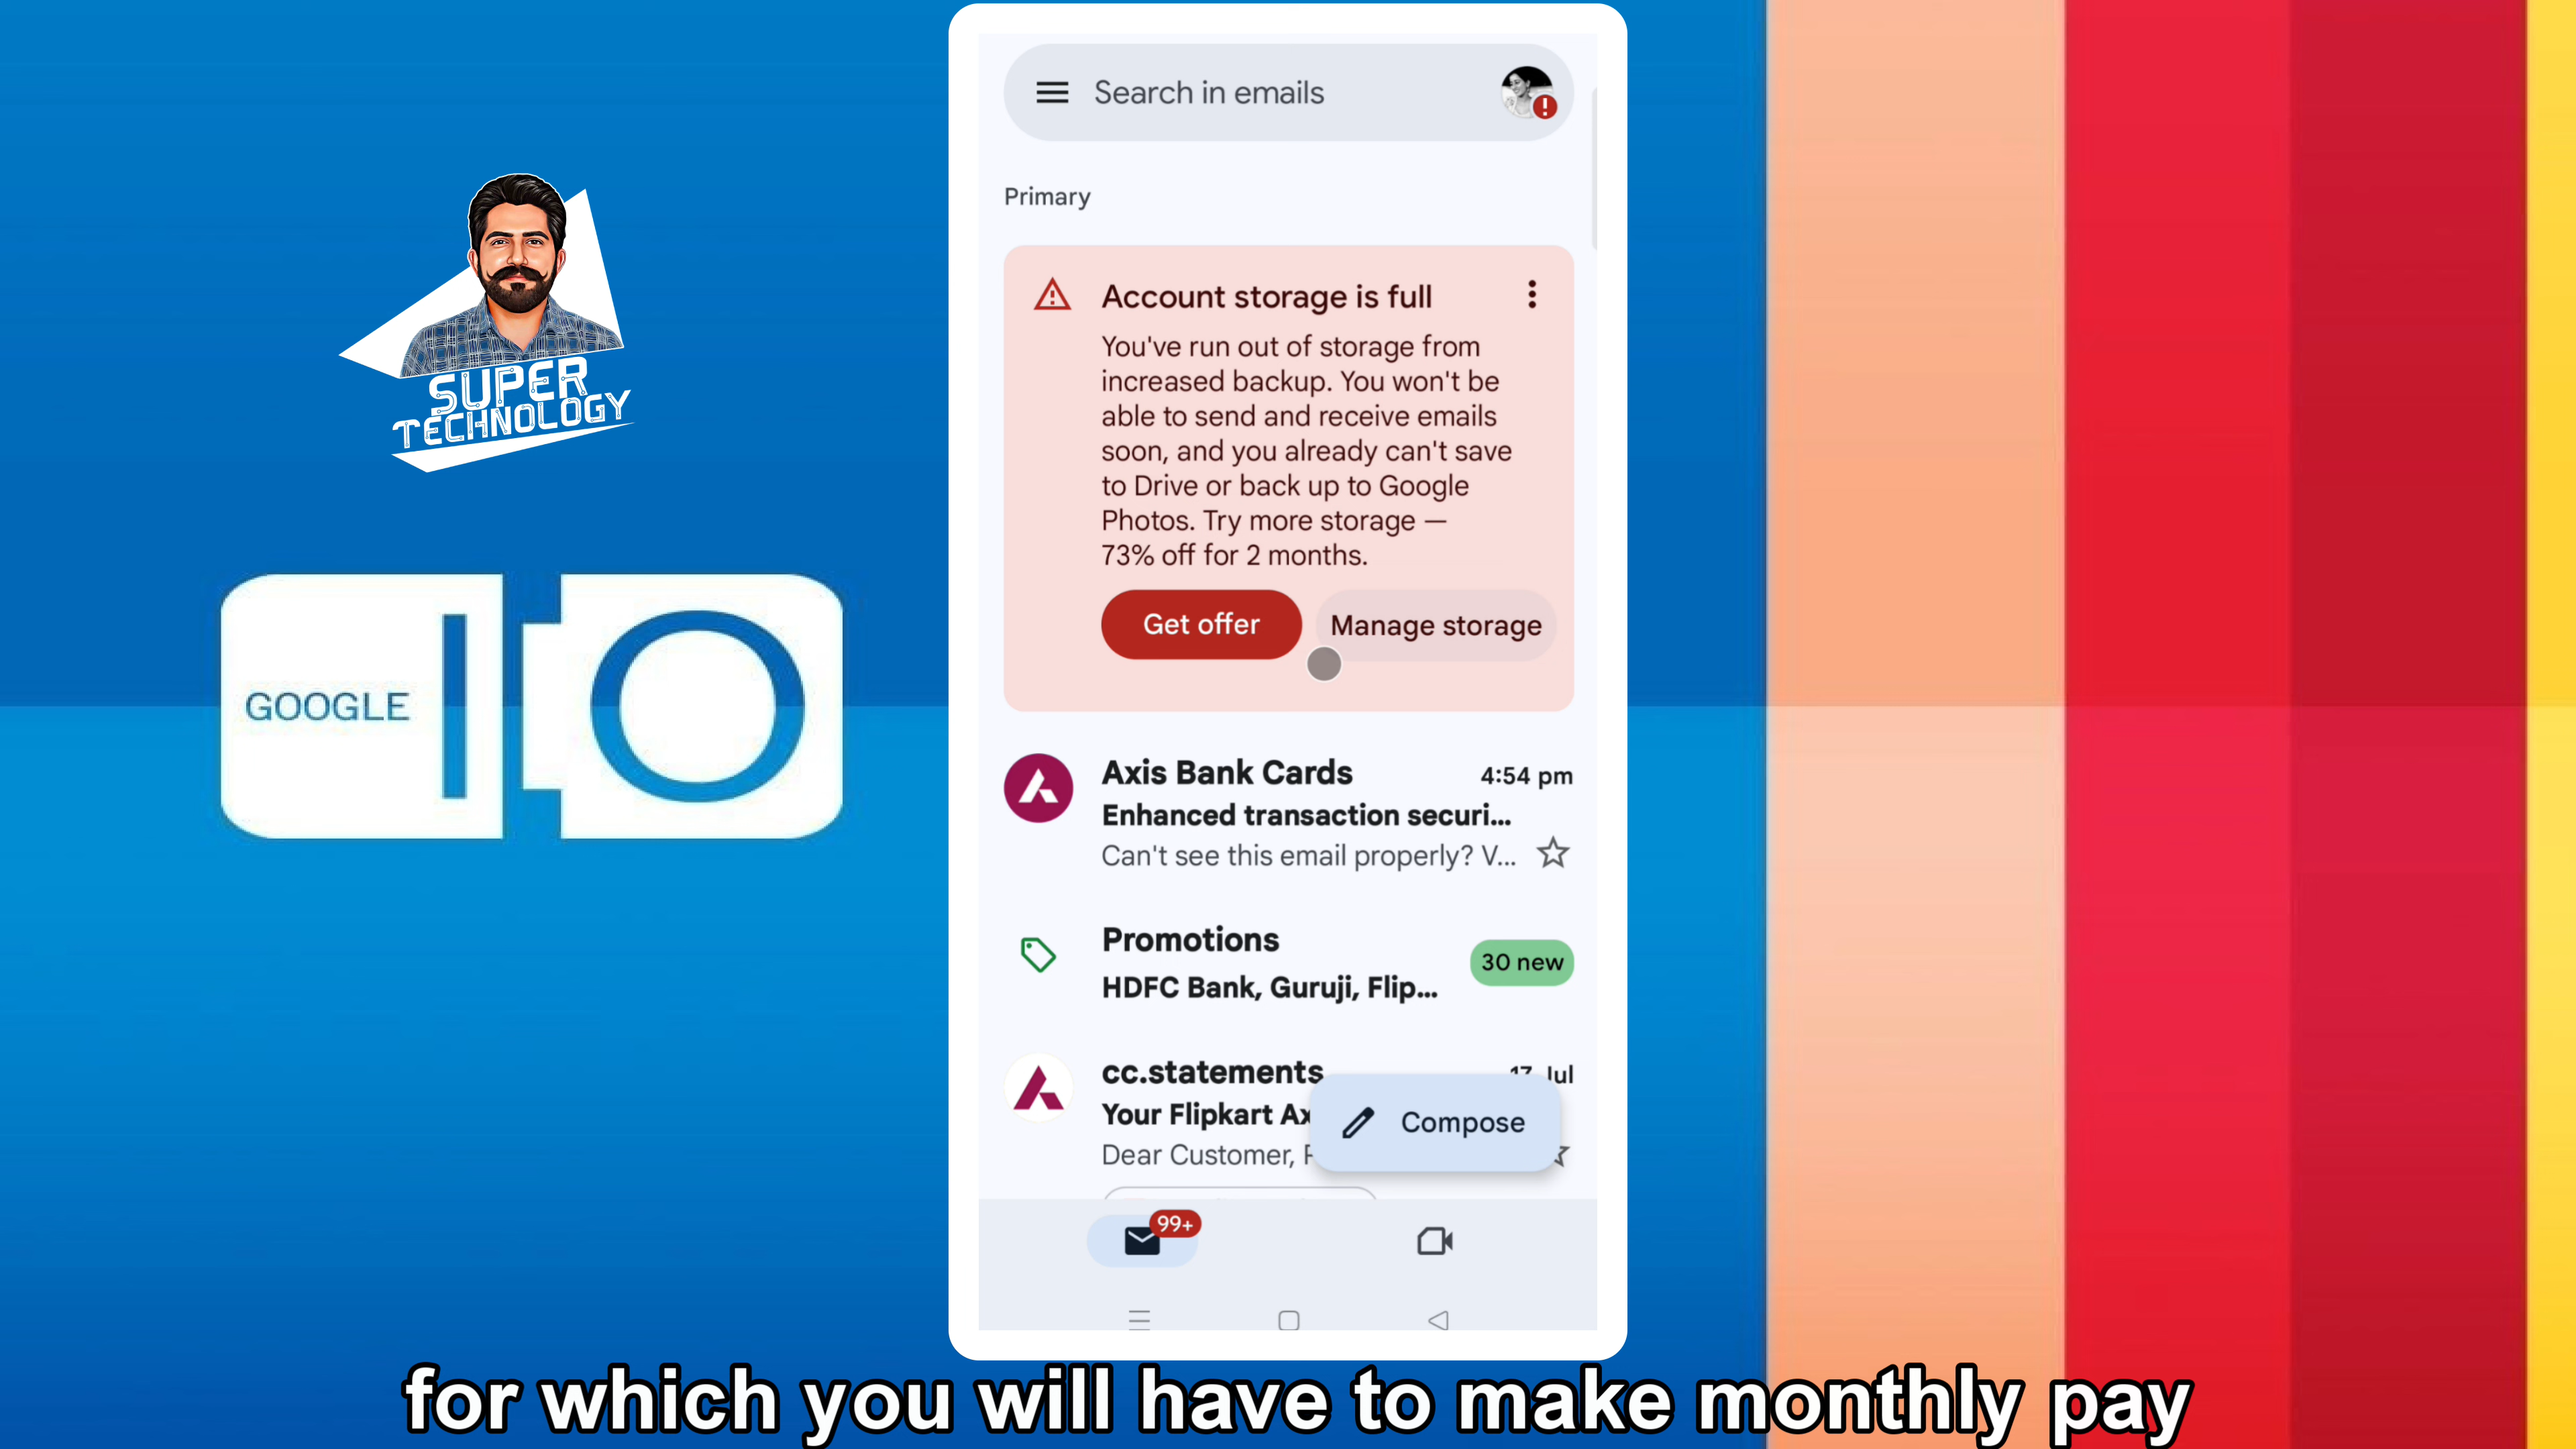 Search in emails
Primary
Account storage is full
You've run out of storage from
increased backup. You won't be
able to send and receive emails
soon, and you already can't save
to Drive or back up to Google
Photos. Try more storage —
73% off for 2 months.
Get offer
Manage storage
Axis Bank Cards
4:54 pm
Enhanced transaction securi...
Can't see this email properly? V...
Promotions
30 new
HDFC Bank, Guruji, Flip...
cc.statements
17 Jul
Your Flipkart Ax
Dear Customer,
Compose
99+
SUPER
TECHNOLOGY
GOOGLE IO
for which you will have to make monthly pay